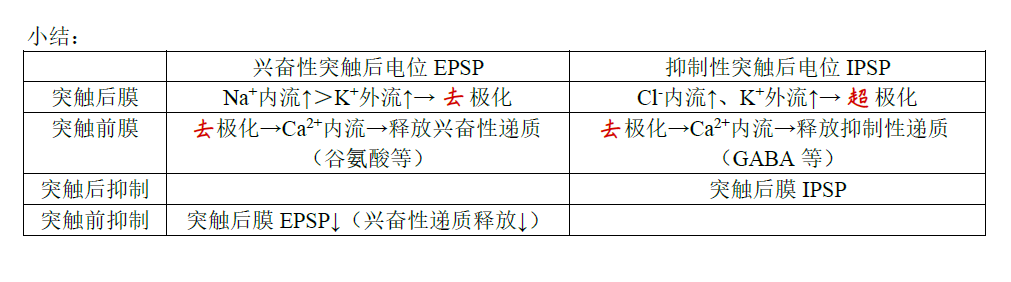 小结：
兴奋性突触后电位 EPSP 抑制性突触后电位 IPSP
突触后膜 Na⁺内流↑＞K⁺外流↑→ 去 极化 Cl⁻内流↑、K⁺外流↑→ 超 极化
突触前膜 去 极化→Ca²⁺内流→释放兴奋性递质 去 极化→Ca²⁺内流→释放抑制性递质
（谷氨酸等） （GABA 等）
突触后抑制 突触后膜 IPSP
突触前抑制 突触后膜 EPSP↓（兴奋性递质释放↓）